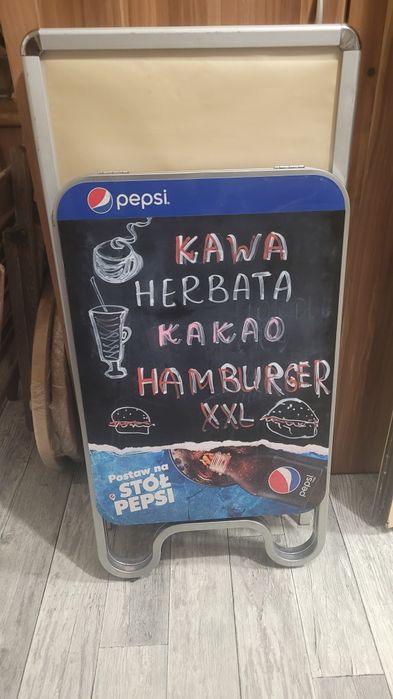 pepsi.
KAWA
HERBATA
KAKAO
HAMBURGER
XXL
Postaw na
STÓŁ
PEPSI
pepsi